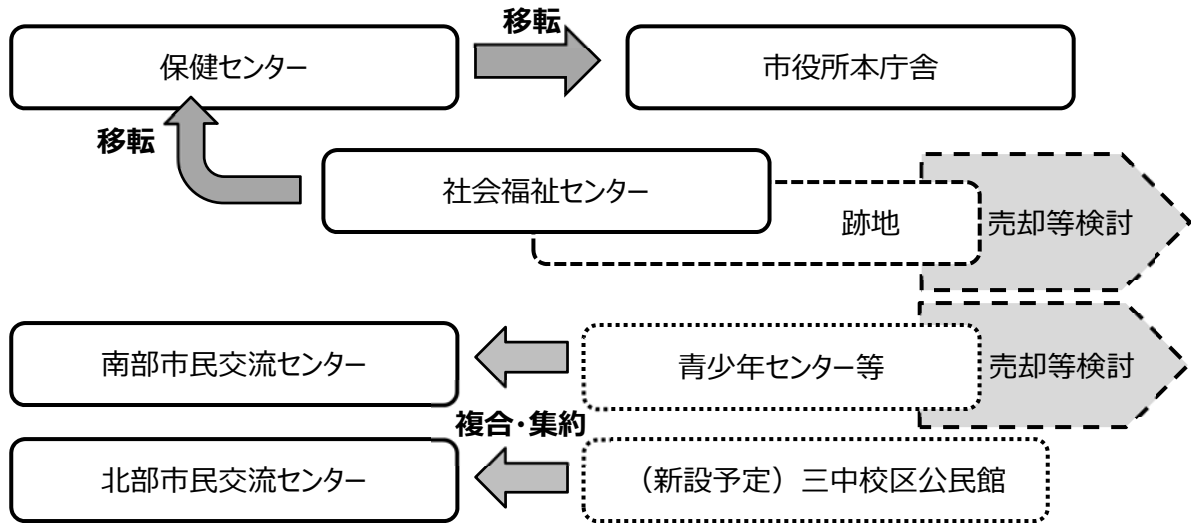 移転
保健センター
市役所本庁舎
移転
社会福祉センター
跡地
売却等検討
南部市民交流センター
青少年センター等
売却等検討
複合・集約
北部市民交流センター
（新設予定）三中校区公民館